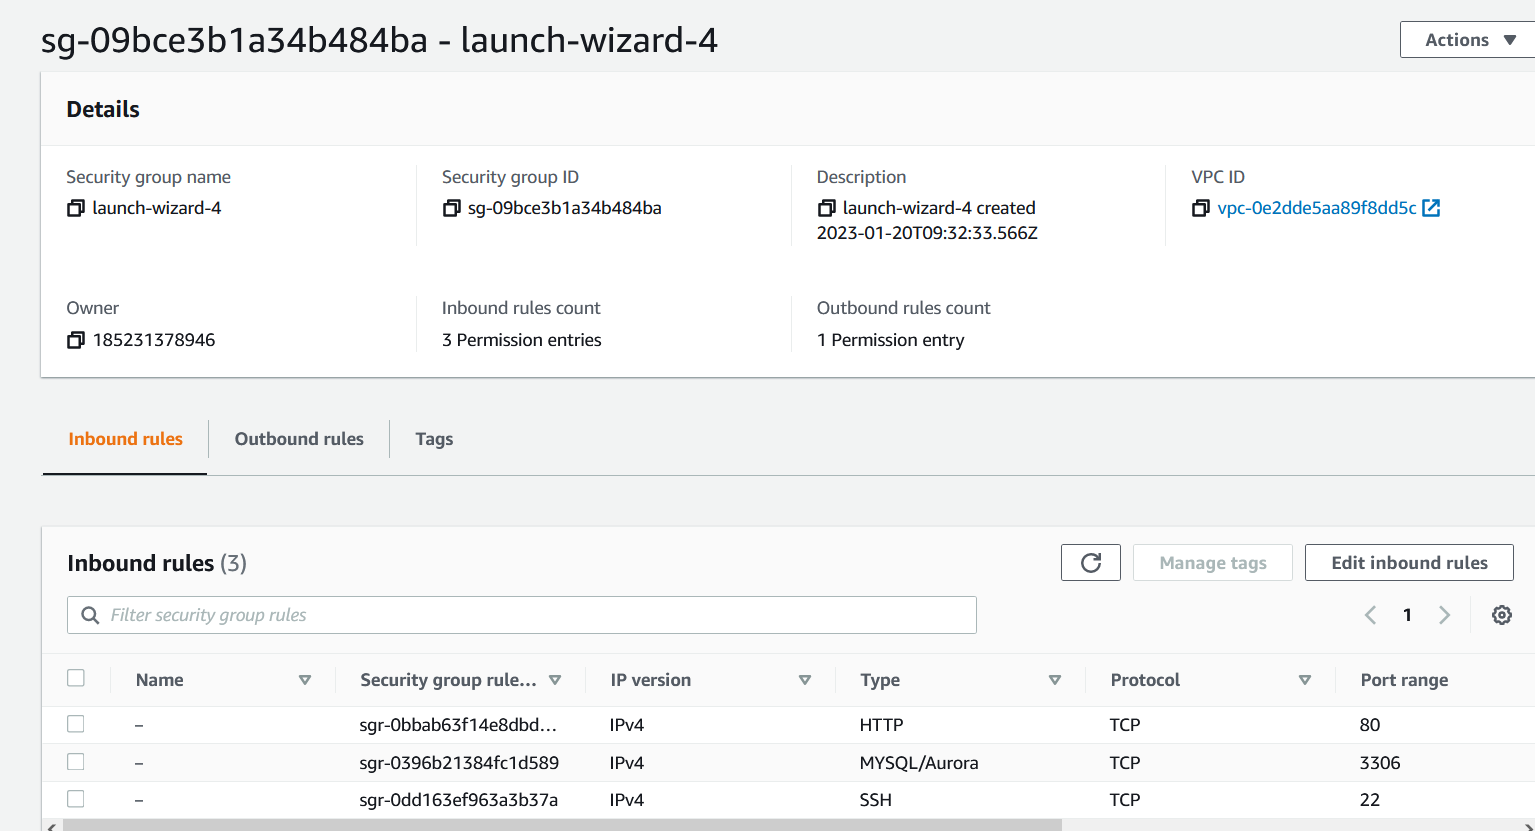 sg-09bce3b1a34b484ba - launch-wizard-4
Actions
Details
Security group name
launch-wizard-4
Security group ID
sg-09bce3b1a34b484ba
Description
launch-wizard-4 created
2023-01-20T09:32:33.566Z
VPC ID
vpc-0e2dde5aa89f8dd5c
Owner
185231378946
Inbound rules count
3 Permission entries
Outbound rules count
1 Permission entry
Inbound rules Outbound rules Tags
Inbound rules (3)
Manage tags
Edit inbound rules
Filter security group rules
1
Name Security group rule... IP version Type Protocol Port range
– sgr-0bbab63f14e8dbd... IPv4 HTTP TCP 80
– sgr-0396b21384fc1d589 IPv4 MYSQL/Aurora TCP 3306
– sgr-0dd163ef963a3b37a IPv4 SSH TCP 22